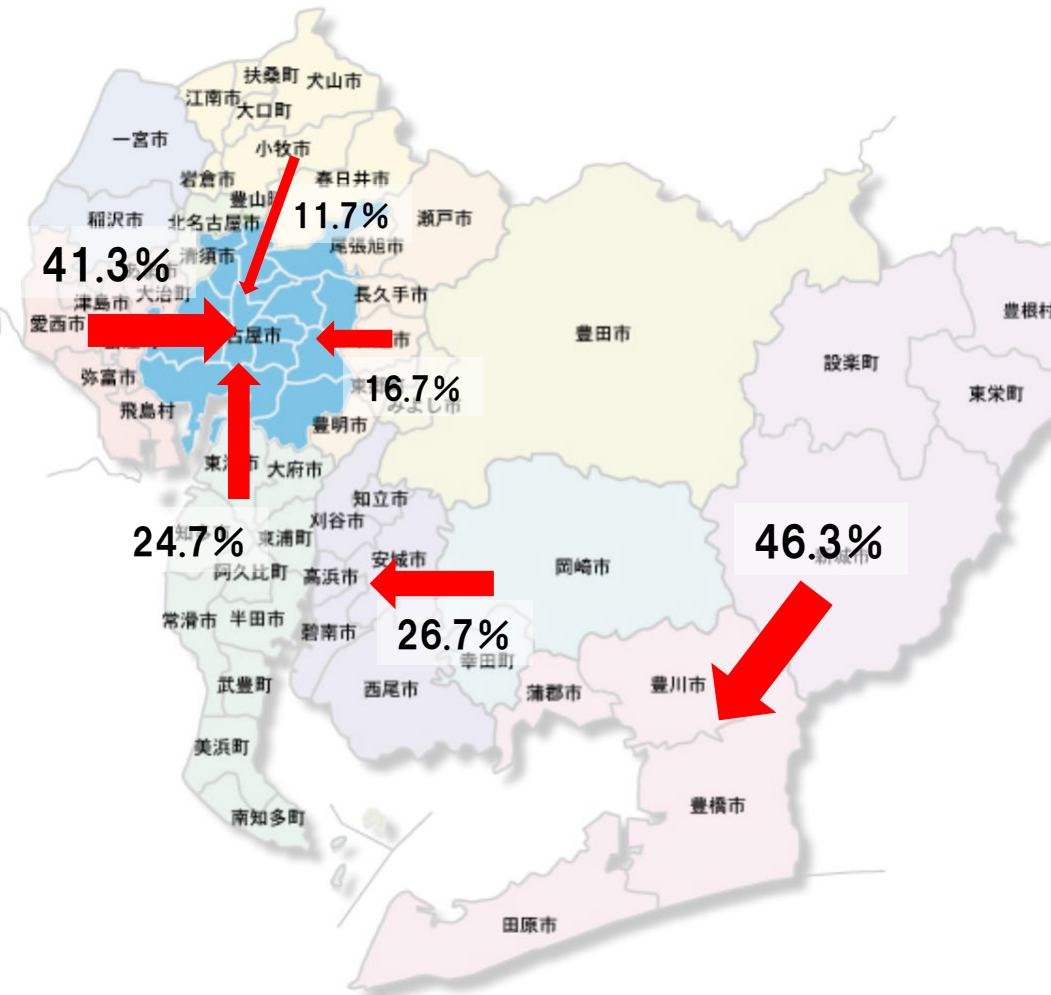 扶桑町
犬山市
江南市
大口町
一宮市
小牧市
岩倉市
春日井市
豊山町
稲沢市
北名古屋市
11.7%
瀬戸市
尾張旭市
清須市
41.3%
大治町
長久手市
津島市
愛西市
古屋市
豊田市
豊根村
設楽町
弥富市
16.7%
みよし市
東栄町
飛島村
豊明市
大府市
知立市
刈谷市
24.7%
東浦町
安城市
46.3%
新城市
阿久比町
高浜市
岡崎市
常滑市
半田市
碧南市
26.7%
幸田町
武豊町
西尾市
蒲郡市
豊川市
美浜町
豊橋市
南知多町
田原市